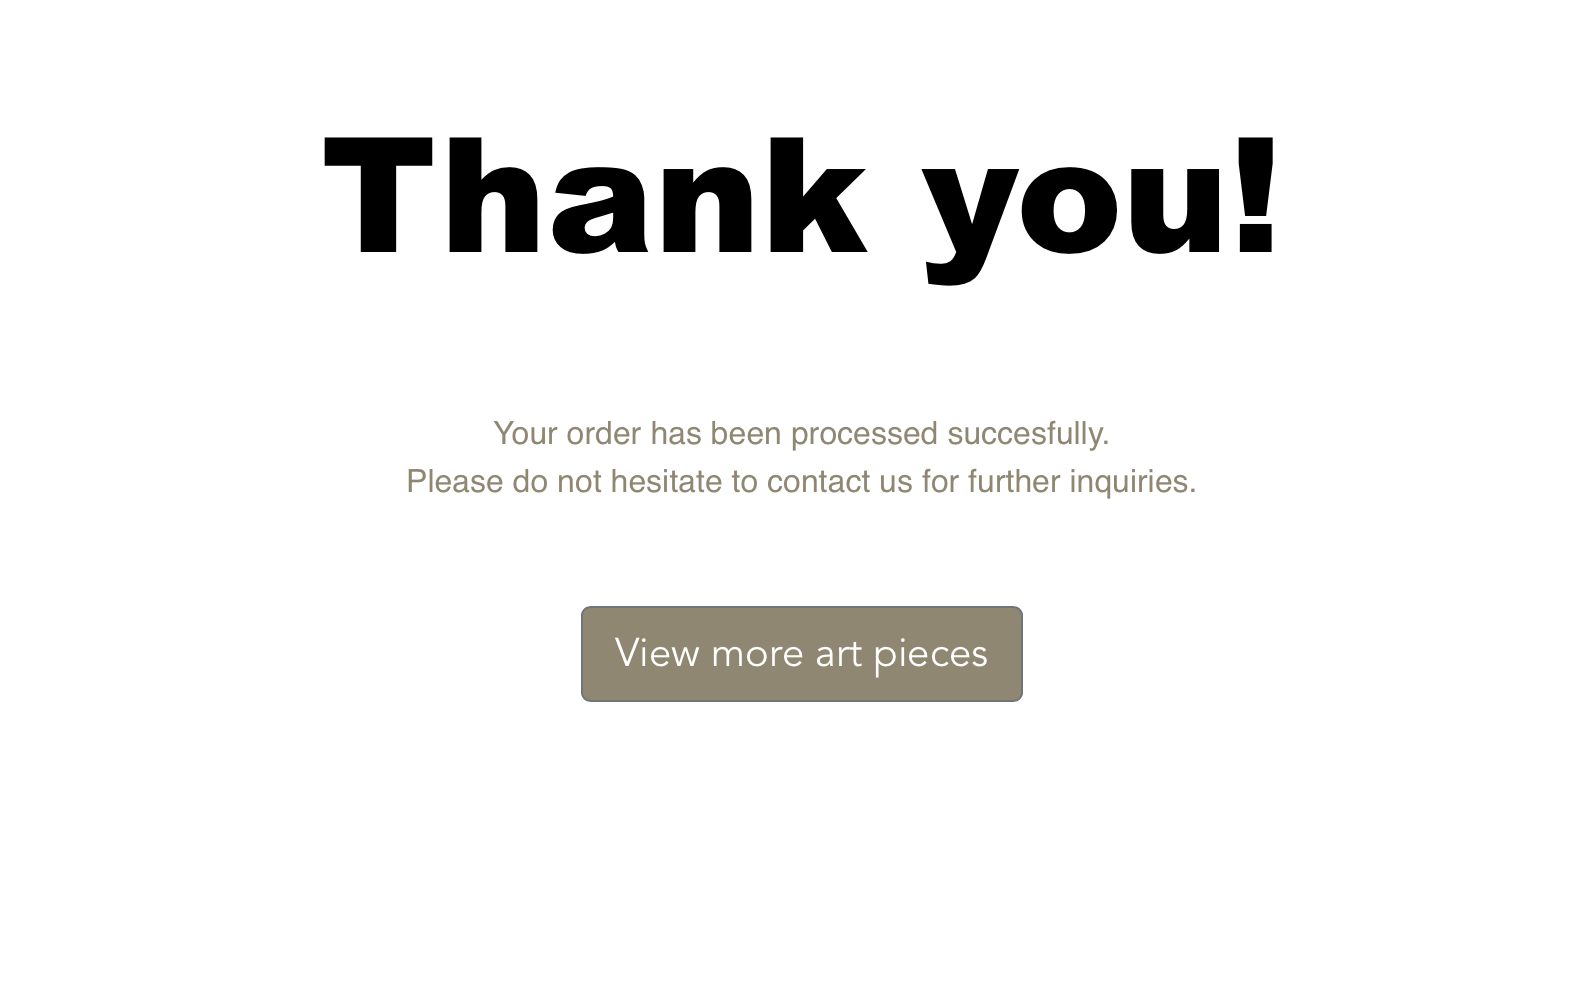 Thank you!
Your order has been processed succesfully.
Please do not hesitate to contact us for further inquiries.
View more art pieces